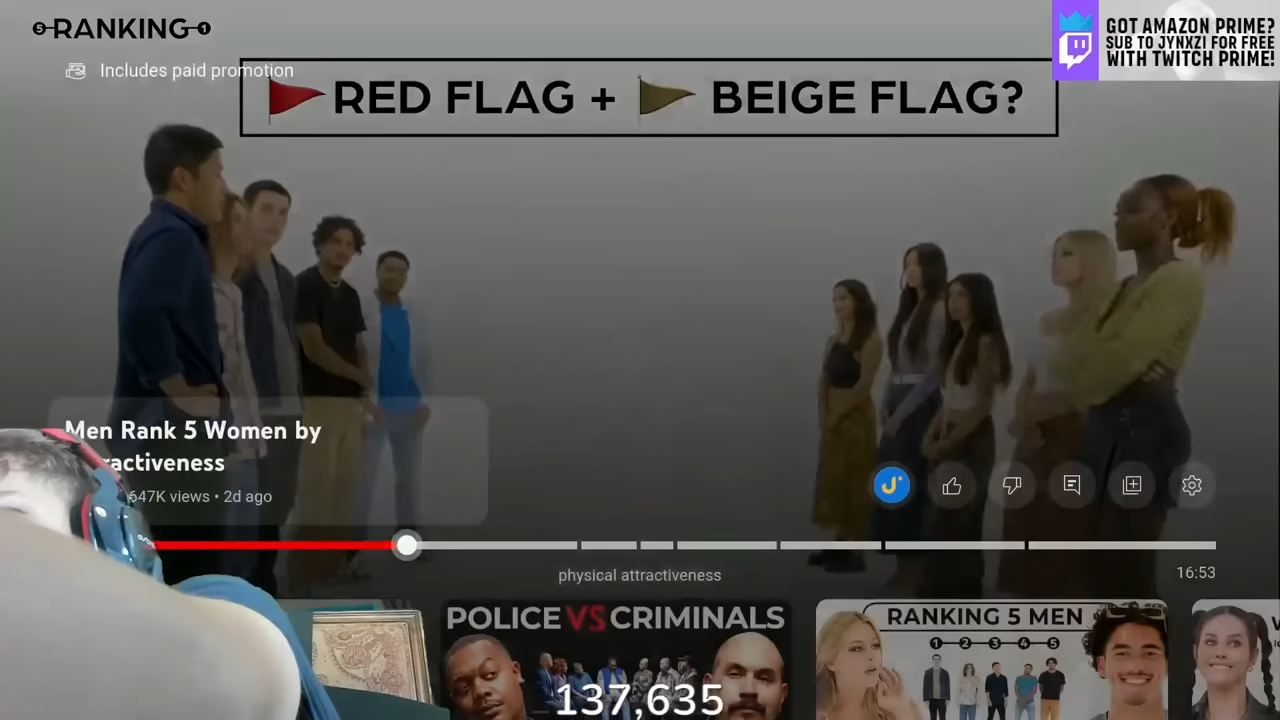 5 RANKING 1
GOT AMAZON PRIME?
SUB TO JYNXZI FOR FREE
WITH TWITCH PRIME!
Includes paid promotion
RED FLAG + BEIGE FLAG?
Men Rank 5 Women by
ractiveness
647K views • 2d ago
physical attractiveness
16:53
POLICE VS CRIMINALS
RANKING 5 MEN
1 2 3 4 5
137,635